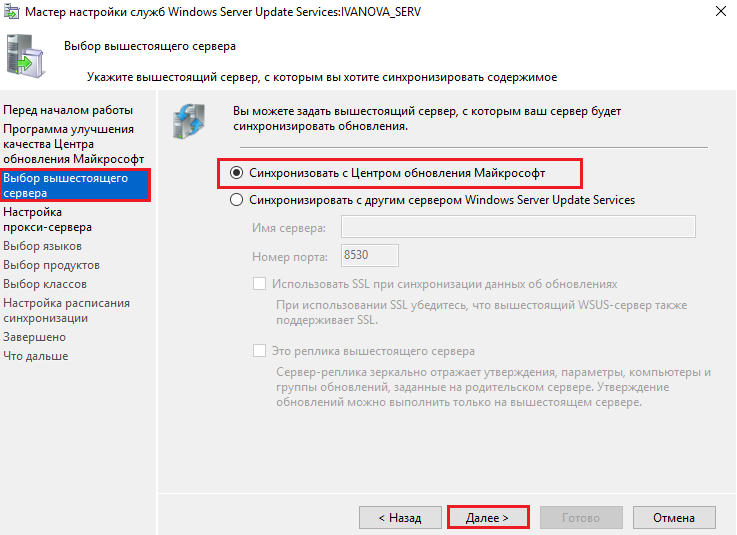 Мастер настройки служб Windows Server Update Services:IVANOVA_SERV
Выбор вышестоящего сервера
Укажите вышестоящий сервер, с которым вы хотите синхронизировать содержимое
Перед началом работы
Программа улучшения
качества Центра
обновления Майкрософт
Выбор вышестоящего
сервера
Настройка
прокси-сервера
Выбор языков
Выбор продуктов
Выбор классов
Настройка расписания
синхронизации
Завершено
Что дальше
Вы можете задать вышестоящий сервер, с которым ваш сервер будет
синхронизировать обновления.
Синхронизовать с Центром обновления Майкрософт
Синхронизировать с другим сервером Windows Server Update Services
Имя сервера:
Номер порта: 8530
Использовать SSL при синхронизации данных об обновлениях
При использовании SSL убедитесь, что вышестоящий WSUS-сервер также
поддерживает SSL.
Это реплика вышестоящего сервера
Сервер-реплика зеркально отражает утверждения, параметры, компьютеры и
группы обновлений, заданные на родительском сервере. Утверждение
обновлений можно выполнить только на вышестоящем сервере.
< Назад
Далее >
Готово
Отмена